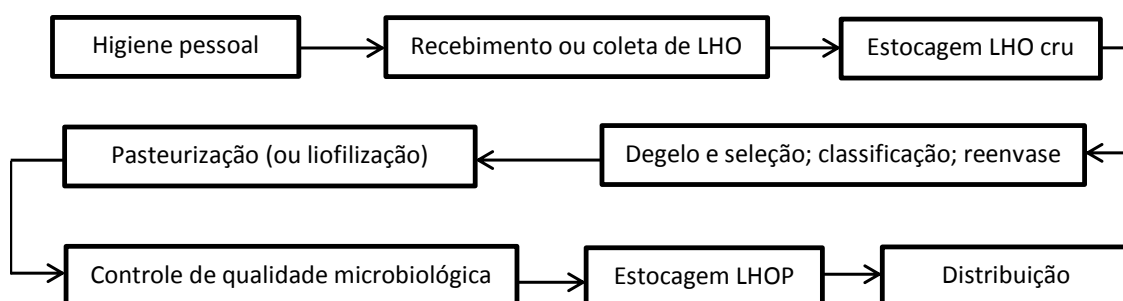 Higiene pessoal
Recebimento ou coleta de LHO
Estocagem LHO cru
Pasteurização (ou liofilização)
Degelo e seleção; classificação; reenvase
Controle de qualidade microbiológica
Estocagem LHOP
Distribuição